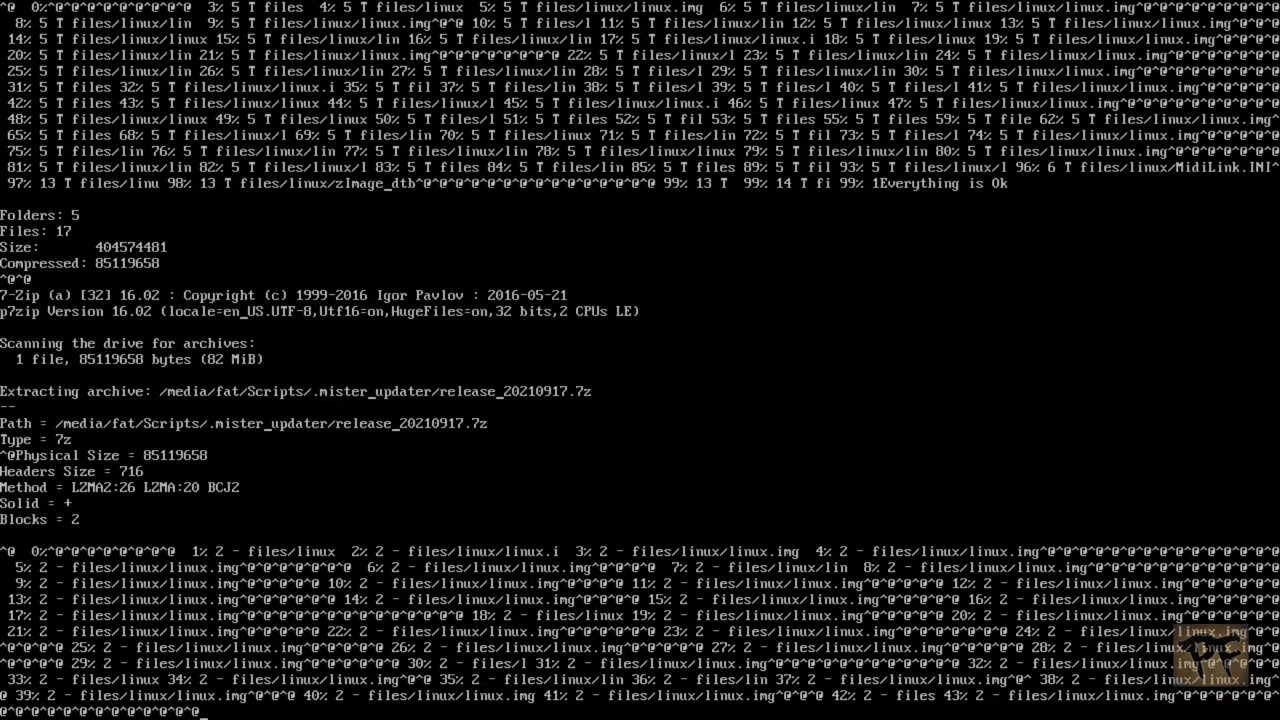 ^@  0%^@^@^@^@^@^@^@^@  3% 5 T files  4% 5 T files/linux  5% 5 T files/linux/linux.img  6% 5 T files/linux/lin  7% 5 T files/linux/linux.img^@^@^@^@^@^@^@^@
  8% 5 T files/linux/lin  9% 5 T files/linux/linux.img^@^@ 10% 5 T files/l 11% 5 T files/linux/lin 12% 5 T files/linux/linux 13% 5 T files/linux/linux.img^
 14% 5 T files/linux/linux 15% 5 T files/linux/lin 16% 5 T files/linux/lin 17% 5 T files/linux/linux.i 18% 5 T files/linux 19% 5 T files/linux/linux.img^@^@^
 20% 5 T files/linux/lin 21% 5 T files/linux/linux.img^@^@^@^@^@^@^@^@ 22% 5 T files/l 23% 5 T files/linux/lin 24% 5 T files/linux/linux.img^@^@^@^@^@
 25% 5 T files/linux/lin 26% 5 T files/linux/lin 27% 5 T files/linux/lin 28% 5 T files/l 29% 5 T files/linux/lin 30% 5 T files/linux/linux.img^@^@^@^@
 31% 5 T files 32% 5 T files/linux/linux.i 35% 5 T fil 37% 5 T files/linux/lin 38% 5 T files/l 39% 5 T files/l 40% 5 T files/l 41% 5 T files/linux/linux.img^@
 42% 5 T files 43% 5 T files/linux/linux 44% 5 T files/linux/l 45% 5 T files/linux/linux.i 46% 5 T files/linux 47% 5 T files/linux/linux.img^@^@^@^@^@^@
 48% 5 T files/linux/linux 49% 5 T files/linux 50% 5 T files/l 51% 5 T files 52% 5 T fil 53% 5 T files 55% 5 T files 59% 5 T file 62% 5 T files/linux/linux.img^
 65% 5 T files 68% 5 T files/linux/l 69% 5 T files/lin 70% 5 T files/linux 71% 5 T files/lin 72% 5 T fil 73% 5 T files/l 74% 5 T files/linux/linux.img^@^@
 75% 5 T files/lin 76% 5 T files/linux/lin 77% 5 T files/linux/lin 78% 5 T files/linux/linux 79% 5 T files/linux/lin 80% 5 T files/linux/linux.img^@^@
 81% 5 T files/linux/lin 82% 5 T files/linux/l 83% 5 T files 84% 5 T files/lin 85% 5 T files 89% 5 T fil 93% 5 T files/linux/l 96% 6 T files/linux/MidiLink.INI^
 97% 13 T files/linu 98% 13 T files/linux/zImage_dtb^@^@^@^@^@^@^@^@^@^@^@^@^@^@^@ 99% 13 T  99% 14 T fi 99% 1Everything is Ok
Folders: 5
Files: 17
Size:       404574481
Compressed: 85119658
^@^@
7-Zip (a) [32] 16.02 : Copyright (c) 1999-2016 Igor Pavlov : 2016-05-21
p7zip Version 16.02 (locale=en_US.UTF-8,Utf16=on,HugeFiles=on,32 bits,2 CPUs LE)
Scanning the drive for archives:
  1 file, 85119658 bytes (82 MiB)
Extracting archive: /media/fat/Scripts/.mister_updater/release_20210917.7z
--
Path = /media/fat/Scripts/.mister_updater/release_20210917.7z
Type = 7z
^@Physical Size = 85119658
Headers Size = 716
Method = LZMA2:26 LZMA:20 BCJ2
Solid = +
Blocks = 2
^@  0%^@^@^@^@^@^@^@^@  1% 2 - files/linux  2% 2 - files/linux/linux.i  3% 2 - files/linux/linux.img  4% 2 - files/linux/linux.img^@^@^@^@^@^@^@^@^@^@^@^@^@
  5% 2 - files/linux/linux.img^@^@^@^@^@^@^@  6% 2 - files/linux/linux.img^@^@^@^@^@  7% 2 - files/linux/lin  8% 2 - files/linux/linux.img^@^@^@^@^@^@^@^@
  9% 2 - files/linux/linux.img^@^@^@^@^@ 10% 2 - files/linux/linux.img^@^@^@ 11% 2 - files/linux/linux.img^@^@^@^@ 12% 2 - files/linux/linux.img^@^@^@^@
 13% 2 - files/linux/linux.img^@^@^@^@^@^@ 14% 2 - files/linux/linux.img^@^@^@ 15% 2 - files/linux/linux.img^@^@^@^@^@ 16% 2 - files/linux/linux.img^@^@
 17% 2 - files/linux/linux.img^@^@^@^@^@^@^@^@^@^@^@^@^@^@ 18% 2 - files/linux 19% 2 - files/linux/linux.img^@^@^@^@^@ 20% 2 - files/linux/linux.img^@^@^@^@
 21% 2 - files/linux/linux.img^@^@^@^@^@ 22% 2 - files/linux/linux.img^@^@^@^@^@ 23% 2 - files/linux/linux.img^@^@^@^@^@^@ 24% 2 - files/linux/linux.img^@
^@^@^@^@ 25% 2 - files/linux/linux.img^@^@^@^@^@ 26% 2 - files/linux/linux.img^@^@^@^@^@ 27% 2 - files/linux/linux.img^@^@^@^@^@ 28% 2 - files/linux/linux.img^@
^@^@^@^@ 29% 2 - files/linux/linux.img^@^@^@^@^@^@^@ 30% 2 - files/l 31% 2 - files/linux/linux.img^@^@^@^@^@^@^@^@^@^@^@ 32% 2 - files/linux/linux.img^@^@^@
 33% 2 - files/linux 34% 2 - files/linux/linux.img^@^@^@^@ 35% 2 - files/linux/lin 36% 2 - files/linux/lin 37% 2 - files/linux/linux.img^@^@^ 38% 2 - files/linux/linux.img^@^@^@
@ 39% 2 - files/linux/linux.img^@^@^@ 40% 2 - files/linux/linux.img 41% 2 - files/linux/linux.img^@^@^@ 42% 2 - files 43% 2 - files/linux/linux.img^@^@^@^@^@^@
@^@^@^@^@^@^@^@^@^@^@^@^@_